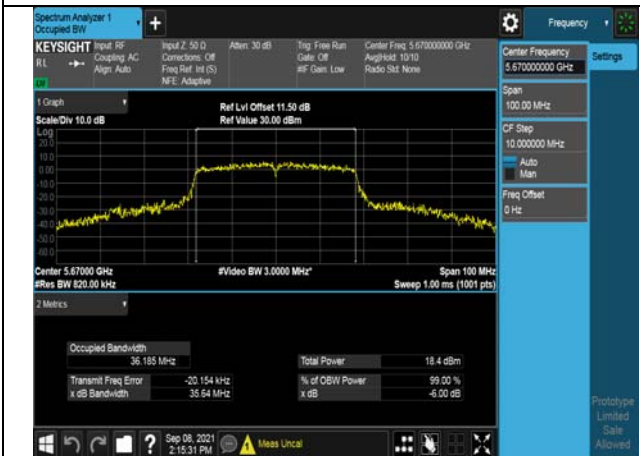 Spectrum Analyzer 1
Occupied BW
+
Frequency
KEYSIGHT
RL
Input: RF
Coupling: AC
Align: Auto
Input Z: 50 Ω
Corrections: Off
Freq Ref: Int (S)
NFE: Adaptive
Atten: 30 dB
Trig: Free Run
Gate: Off
#IF Gain: Low
Center Freq: 5.670000000 GHz
Avg|Hold: 10/10
Radio Std: None
Center Frequency
5.670000000 GHz
Settings
Span
100.00 MHz
CF Step
10.000000 MHz
Auto
Man
Freq Offset
0 Hz
1 Graph
Scale/Div 10.0 dB
Ref Lvl Offset 11.50 dB
Ref Value 30.00 dBm
Log
20.0
10.0
0.00
-10.0
-20.0
-30.0
-40.0
-50.0
-60.0
Center 5.67000 GHz
#Res BW 820.00 kHz
#Video BW 3.0000 MHz*
Span 100 MHz
Sweep 1.00 ms (1001 pts)
2 Metrics
Occupied Bandwidth
36.185 MHz
Total Power 18.4 dBm
Transmit Freq Error -20.154 kHz
% of OBW Power 99.00 %
x dB Bandwidth 35.64 MHz
x dB -6.00 dB
Prototype
Limited
Sale
Allowed
?
Sep 08, 2021
2:15:31 PM
Meas Uncal